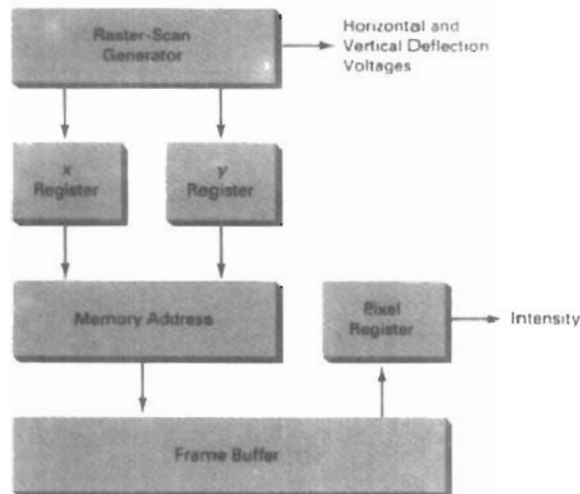 Raster-Scan
Generator
Horizontal and
Vertical Deflection
Voltages
x
Register
y
Register
Memory Address
Pixel
Register
Intensity
Frame Buffer